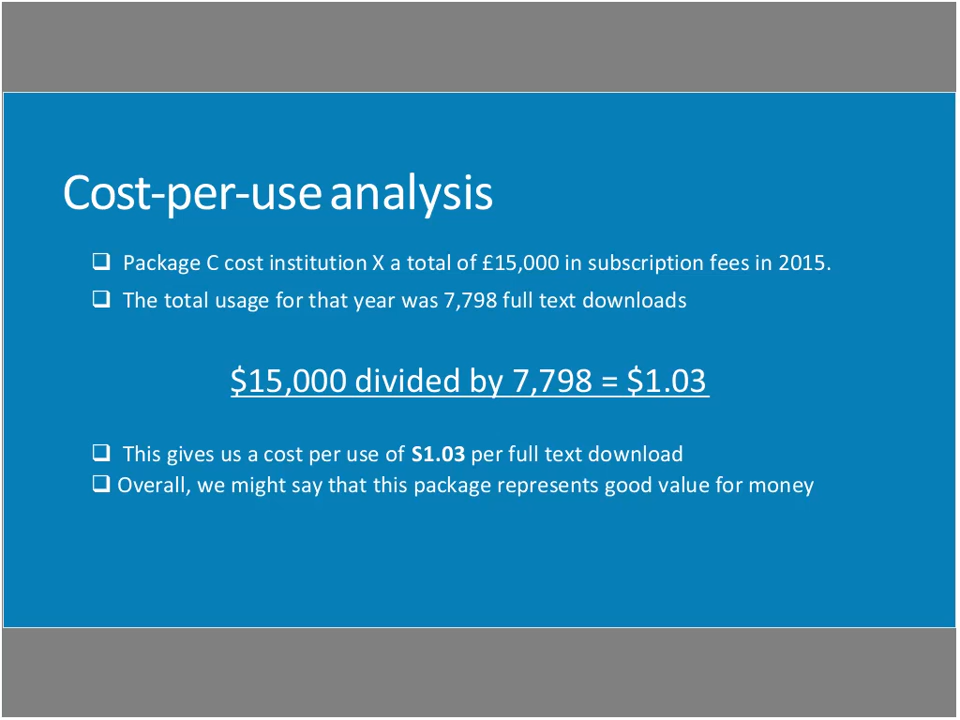 Cost-per-use analysis
❑ Package C cost institution X a total of £15,000 in subscription fees in 2015.
❑ The total usage for that year was 7,798 full text downloads
$15,000 divided by 7,798 = $1.03
❑ This gives us a cost per use of S1.03 per full text download
❑ Overall, we might say that this package represents good value for money